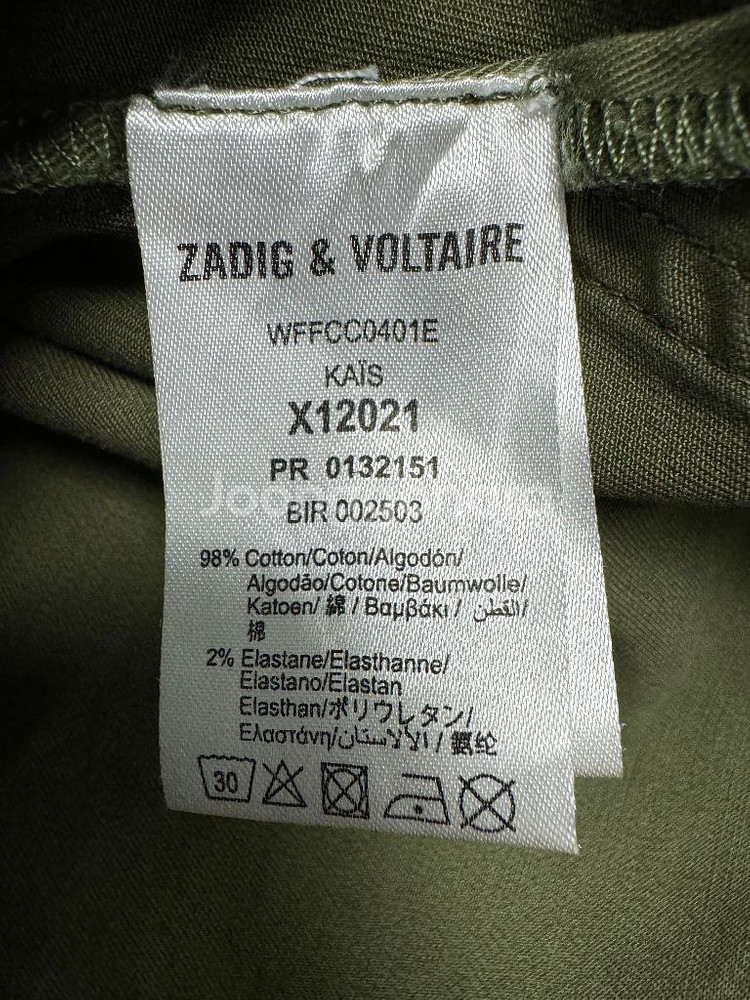 ZADIG & VOLTAIRE
WFFCC0401E
KAÏS
X12021
PR 0132151
BIR 002503
98% Cotton/Coton/Algodón/
Algodão/Cotone/Baumwolle/
Katoen/ 綿 / Βαμβάκι / القطن/
棉
2% Elastane/Elasthanne/
Elastano/Elastan
Elasthan/ポリウレタン/
Ελαστάνη/الالاستان / 氨纶
30